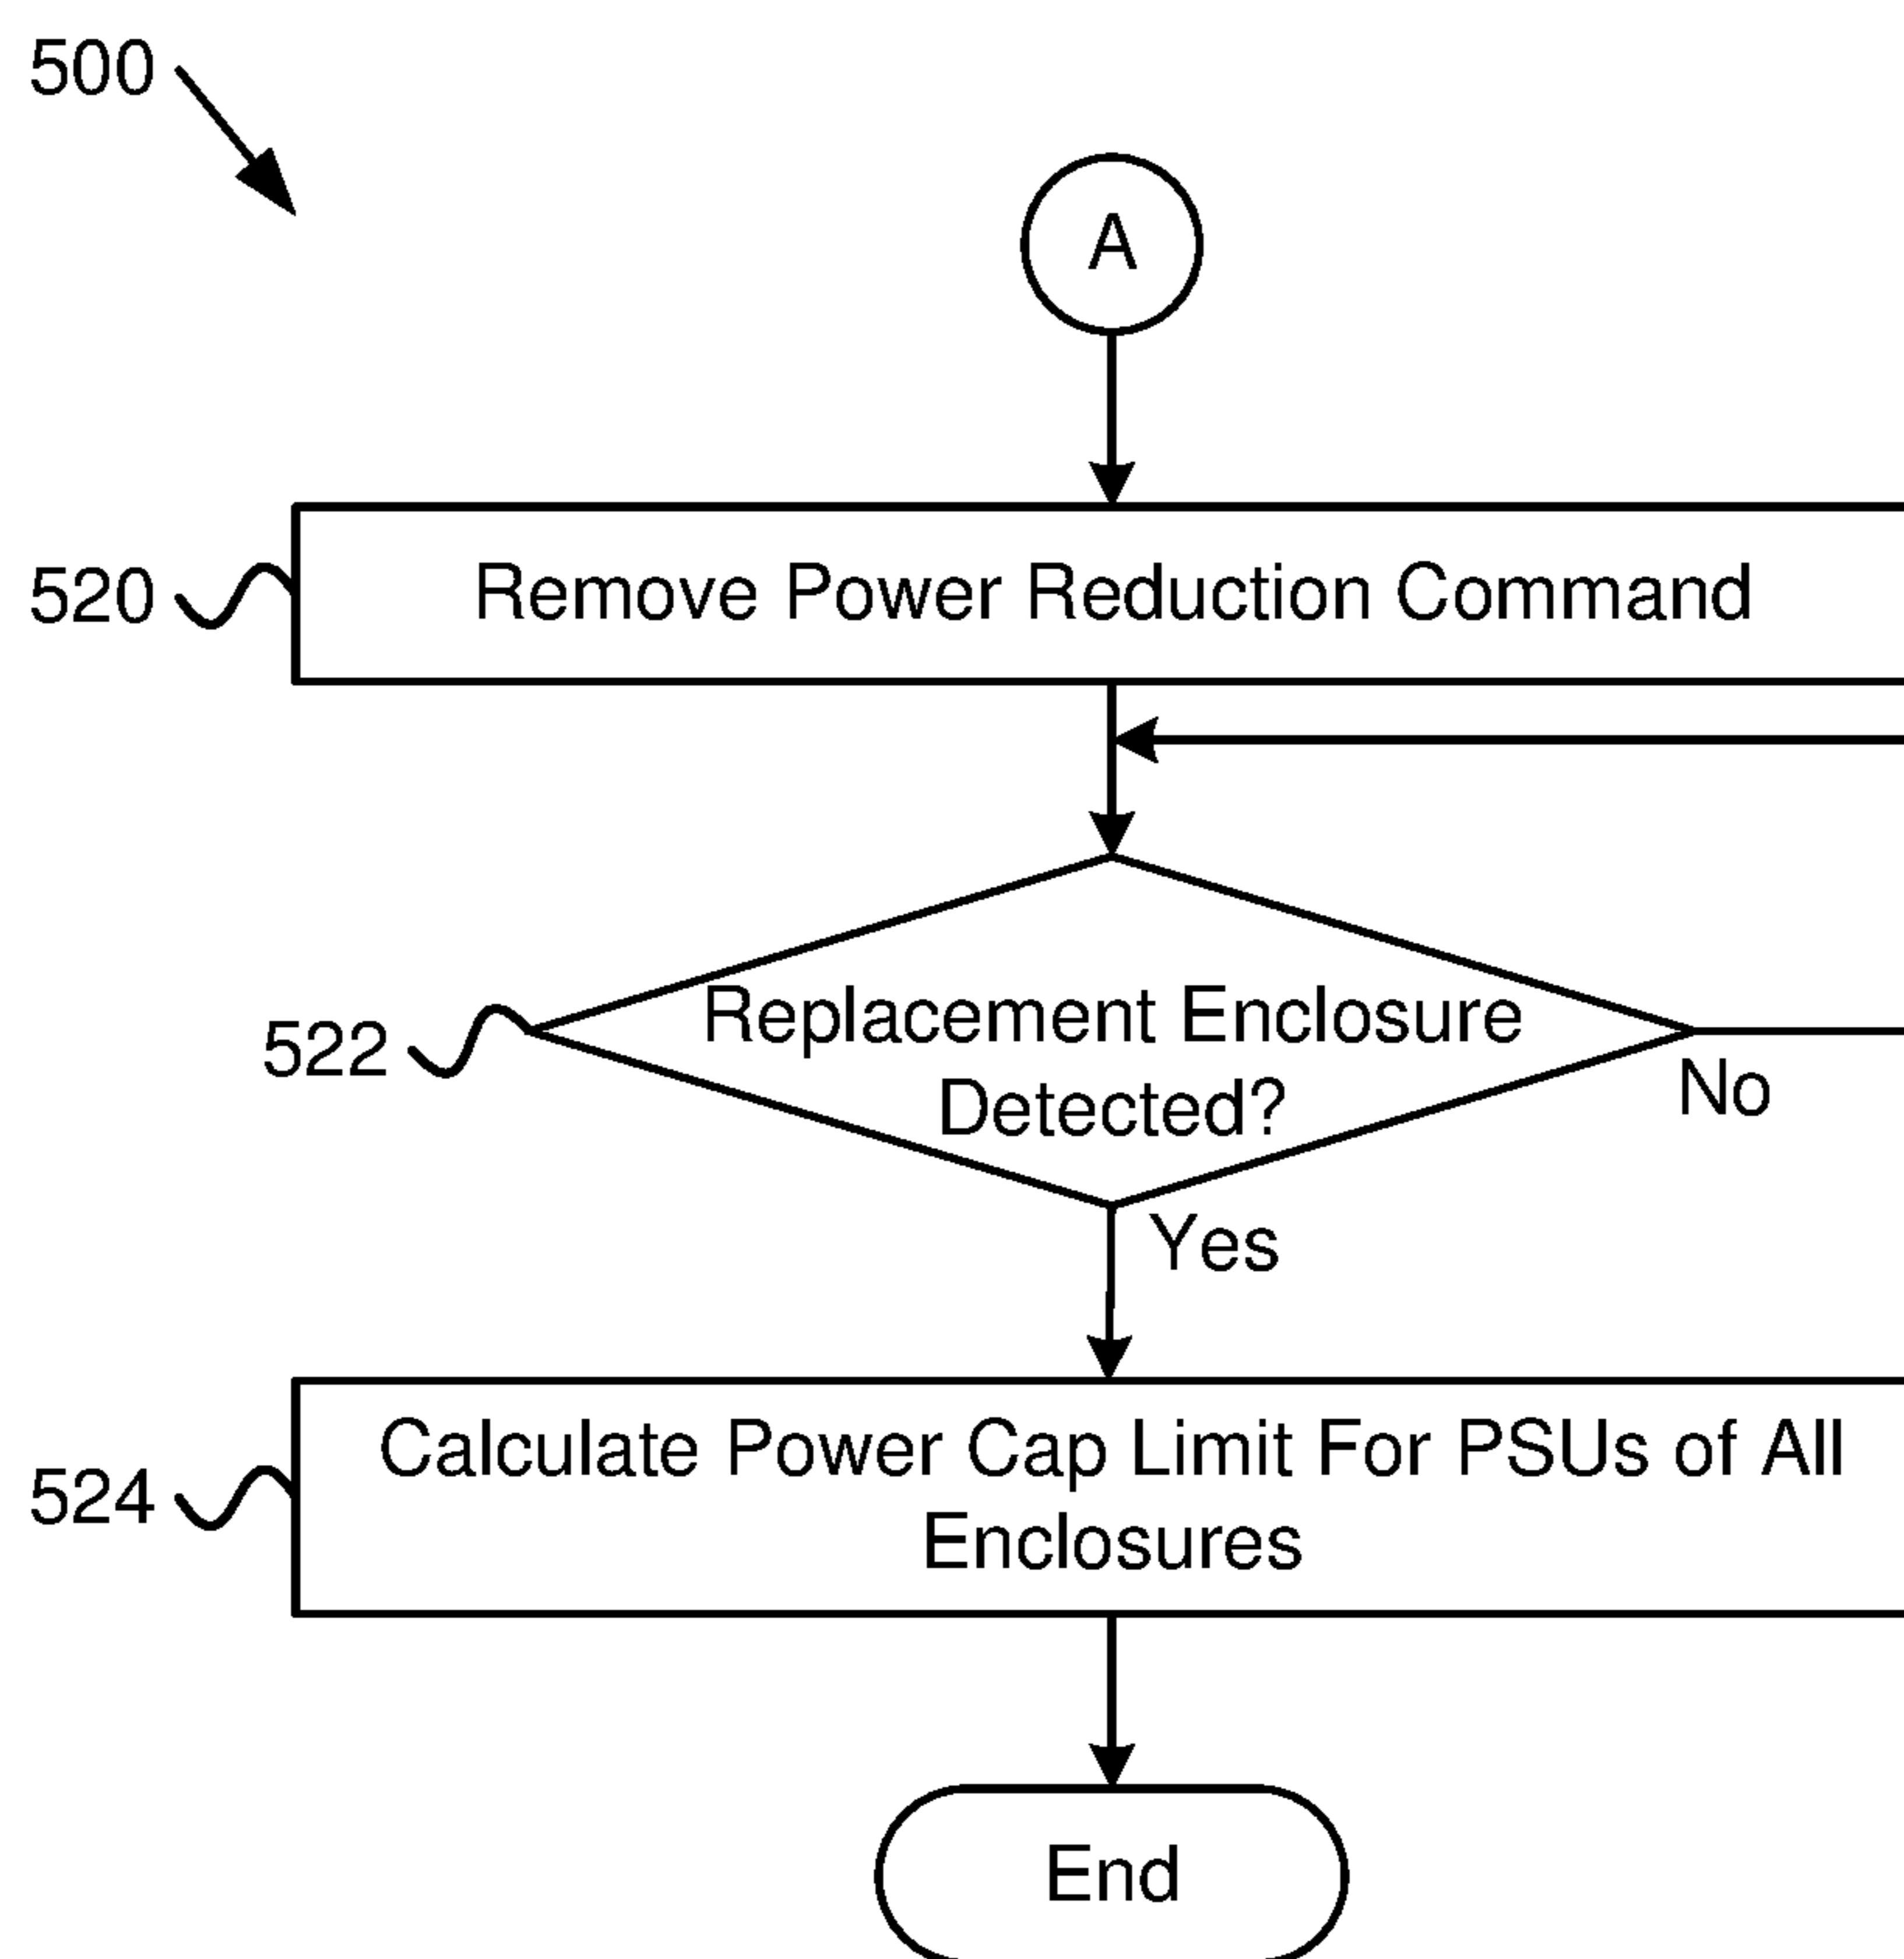 500
A
520
Remove Power Reduction Command
522
Replacement Enclosure
Detected?
No
Yes
524
Calculate Power Cap Limit For PSUs of All
Enclosures
End